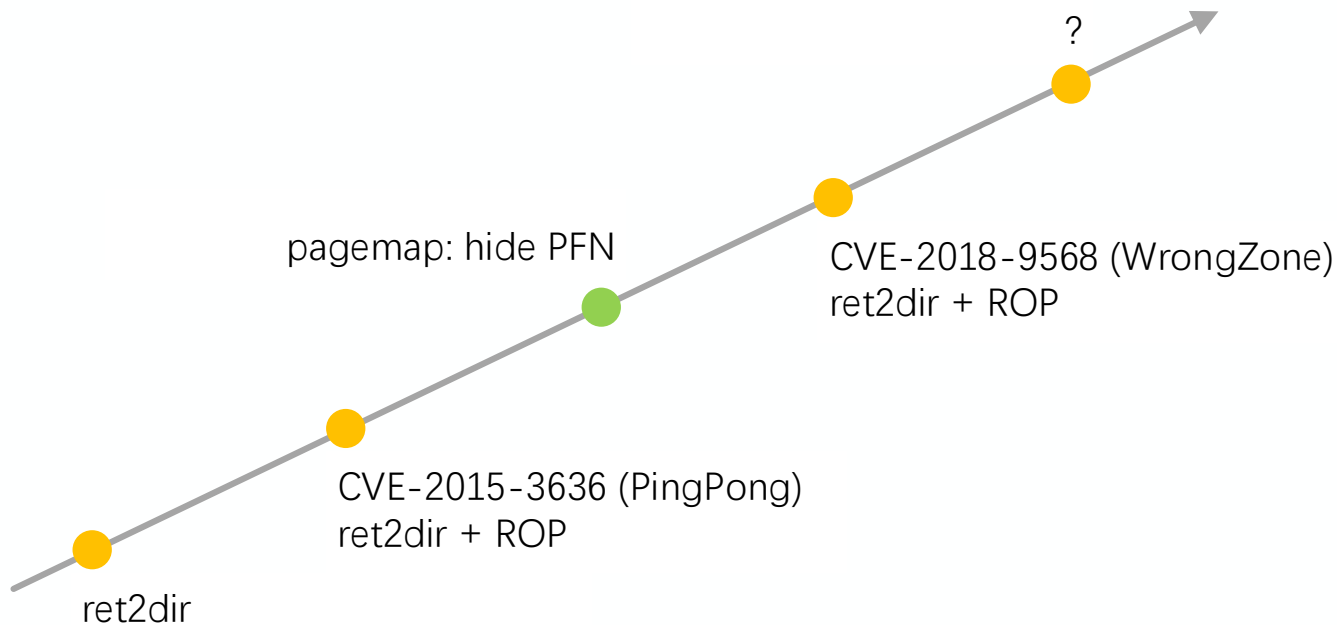 ?
pagemap: hide PFN
CVE-2018-9568 (WrongZone)
ret2dir + ROP
CVE-2015-3636 (PingPong)
ret2dir + ROP
ret2dir